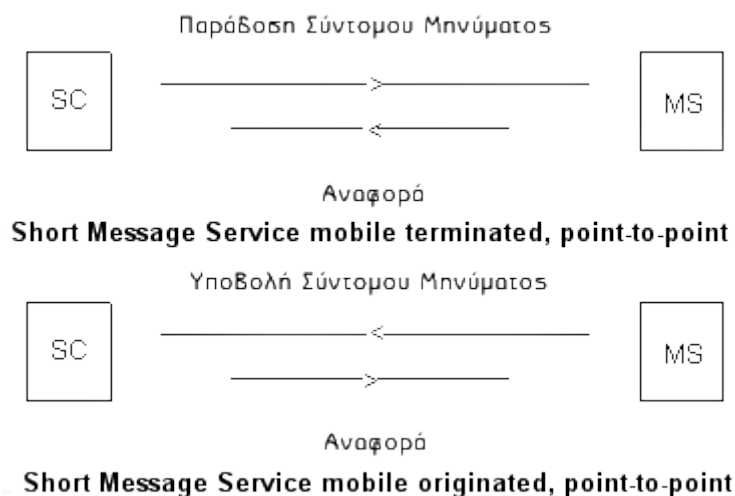 Παράδοση Σύντομου Μηνύματος
SC
MS
Αναφορά
Short Message Service mobile terminated, point-to-point
Υποβολή Σύντομου Μηνύματος
SC
MS
Αναφορά
Short Message Service mobile originated, point-to-point